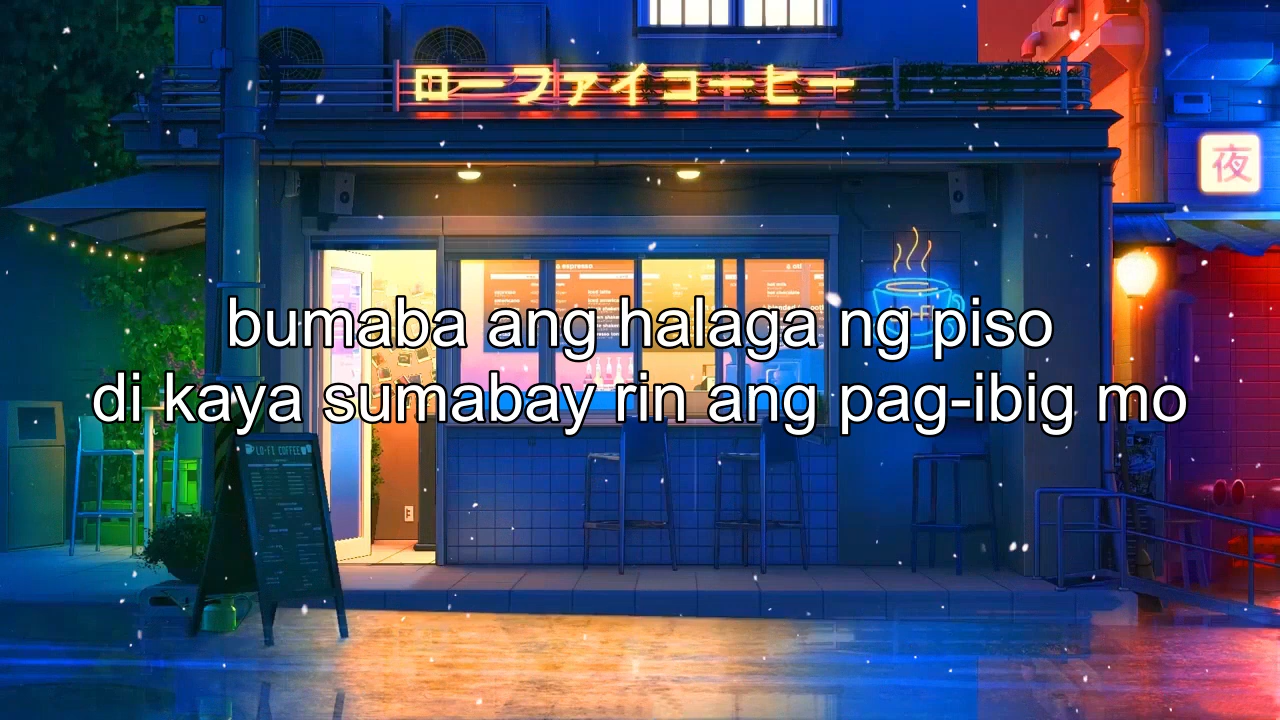 ローファイコーヒー
夜
espresso
bumaba ang halaga ng piso
di kaya sumabay rin ang pag-ibig mo
LO-FI COFFEE